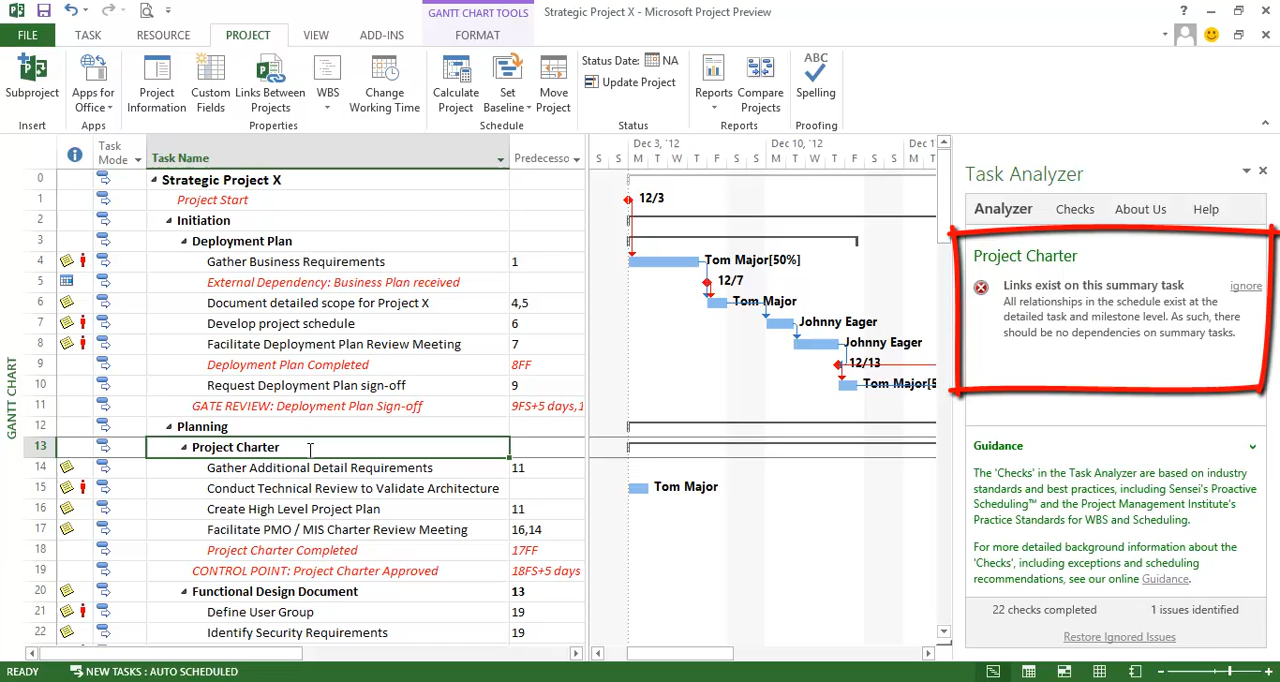 GANTT CHART TOOLS
Strategic Project X - Microsoft Project Preview
?
FILE
TASK
RESOURCE
PROJECT
VIEW
ADD-INS
FORMAT
Subproject
Apps for
Office
Project
Information
Custom
Fields
Links Between
Projects
WBS
Change
Working Time
Calculate
Project
Set
Baseline
Move
Project
Status Date:
NA
Update Project
Reports
Compare
Projects
ABC
Spelling
Insert
Apps
Properties
Schedule
Status
Reports
Proofing
GANTT CHART
Task
Mode
Task Name
Predecesso
Dec 3, '12
Dec 10, '12
Dec 1
S S M T W T F S S M T W T F S S M T
0 Strategic Project X
1 Project Start
12/3
2 Initiation
3 Deployment Plan
4 Gather Business Requirements 1
Tom Major[50%]
5 External Dependency: Business Plan received
12/7
6 Document detailed scope for Project X 4,5
Tom Major
7 Develop project schedule 6
Johnny Eager
8 Facilitate Deployment Plan Review Meeting 7
Johnny Eager
9 Deployment Plan Completed 8FF
12/13
10 Request Deployment Plan sign-off 9
Tom Major[5
11 GATE REVIEW: Deployment Plan Sign-off 9FS+5 days,1
12 Planning
13 Project Charter
14 Gather Additional Detail Requirements 11
15 Conduct Technical Review to Validate Architecture
Tom Major
16 Create High Level Project Plan 11
17 Facilitate PMO / MIS Charter Review Meeting 16,14
18 Project Charter Completed 17FF
19 CONTROL POINT: Project Charter Approved 18FS+5 days
20 Functional Design Document 13
21 Define User Group 19
22 Identify Security Requirements 19
Task Analyzer
Analyzer
Checks
About Us
Help
Project Charter
Links exist on this summary task
ignore
All relationships in the schedule exist at the
detailed task and milestone level. As such, there
should be no dependencies on summary tasks.
Guidance
The 'Checks' in the Task Analyzer are based on industry
standards and best practices, including Sensei's Proactive
Scheduling™ and the Project Management Institute's
Practice Standards for WBS and Scheduling.
For more detailed background information about the
'Checks', including exceptions and scheduling
recommendations, see our online Guidance.
22 checks completed
1 issues identified
Restore Ignored Issues
READY
NEW TASKS : AUTO SCHEDULED